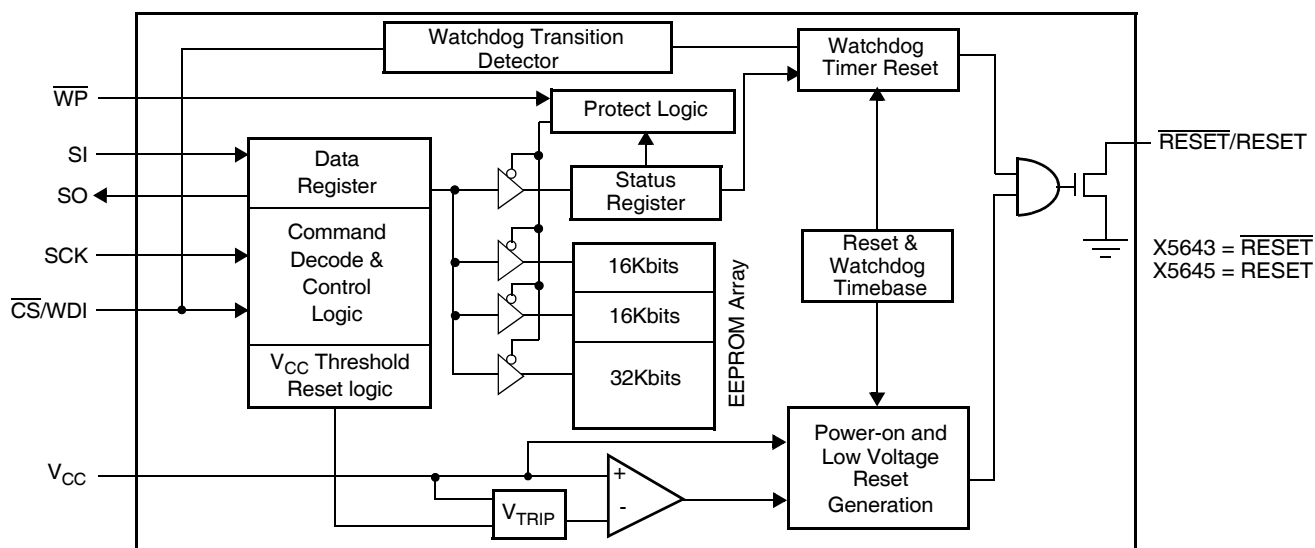 Watchdog Transition
Detector
Watchdog
Timer Reset
WP
Protect Logic
SI
Data
Register
RESET/RESET
SO
Status
Register
SCK
Command
Decode &
Control
Logic
16Kbits
Reset &
Watchdog
Timebase
X5643 = RESET
X5645 = RESET
CS/WDI
16Kbits
EEPROM Array
VCC Threshold
Reset logic
32Kbits
Power-on and
Low Voltage
Reset
Generation
VCC
+
-
VTRIP